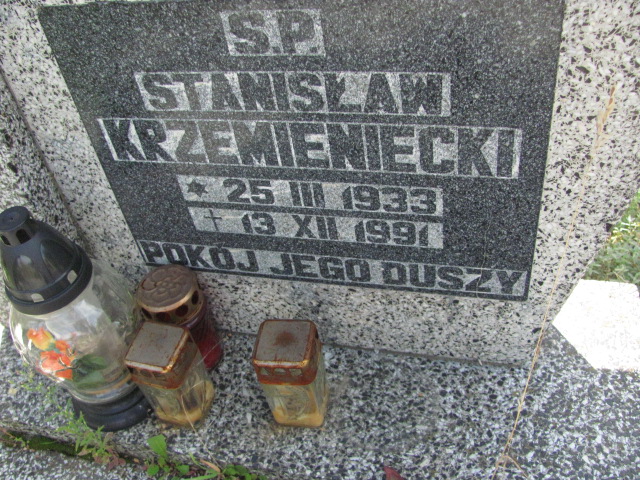 S.P.
STANISŁAW
KRZEMIENIECKI
* 25 III 1933
† 13 XII 1991
POKÓJ JEGO DUSZY